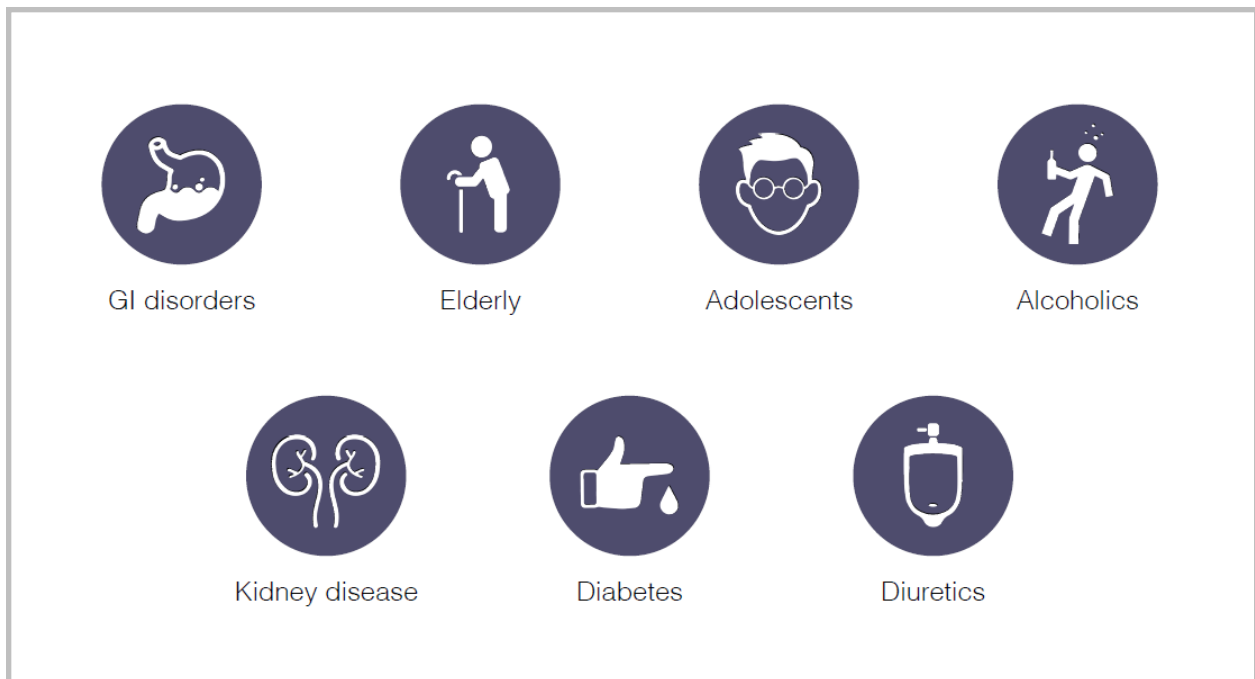 GI disorders
Elderly
Adolescents
Alcoholics
Kidney disease
Diabetes
Diuretics